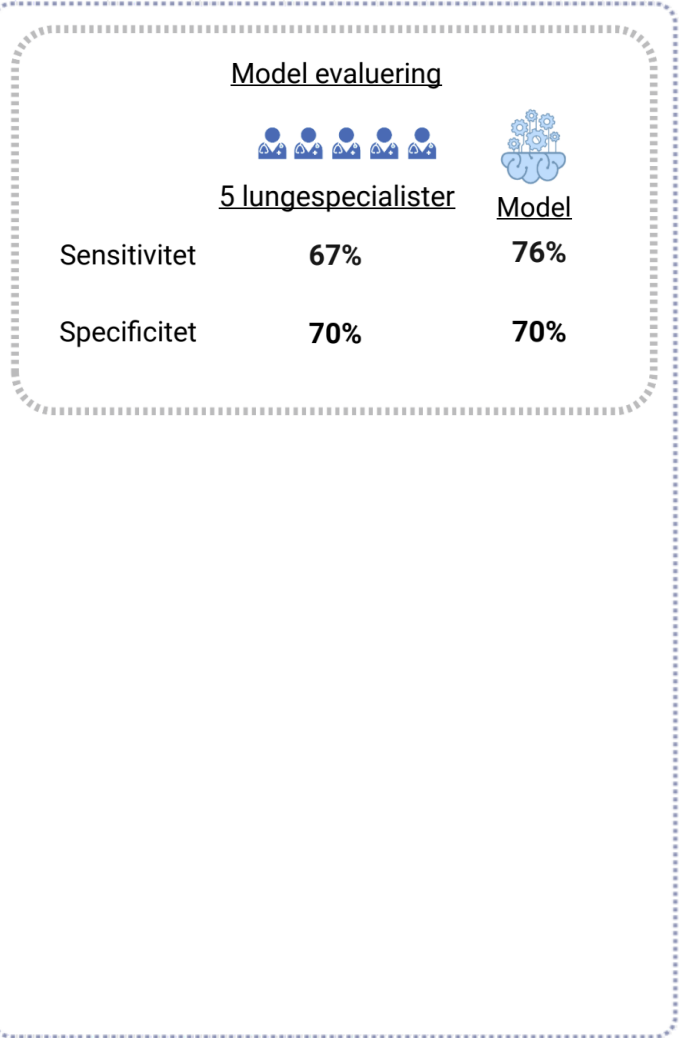 Model evaluering
5 lungespecialister
Model
Sensitivitet 67% 76%
Specificitet 70% 70%